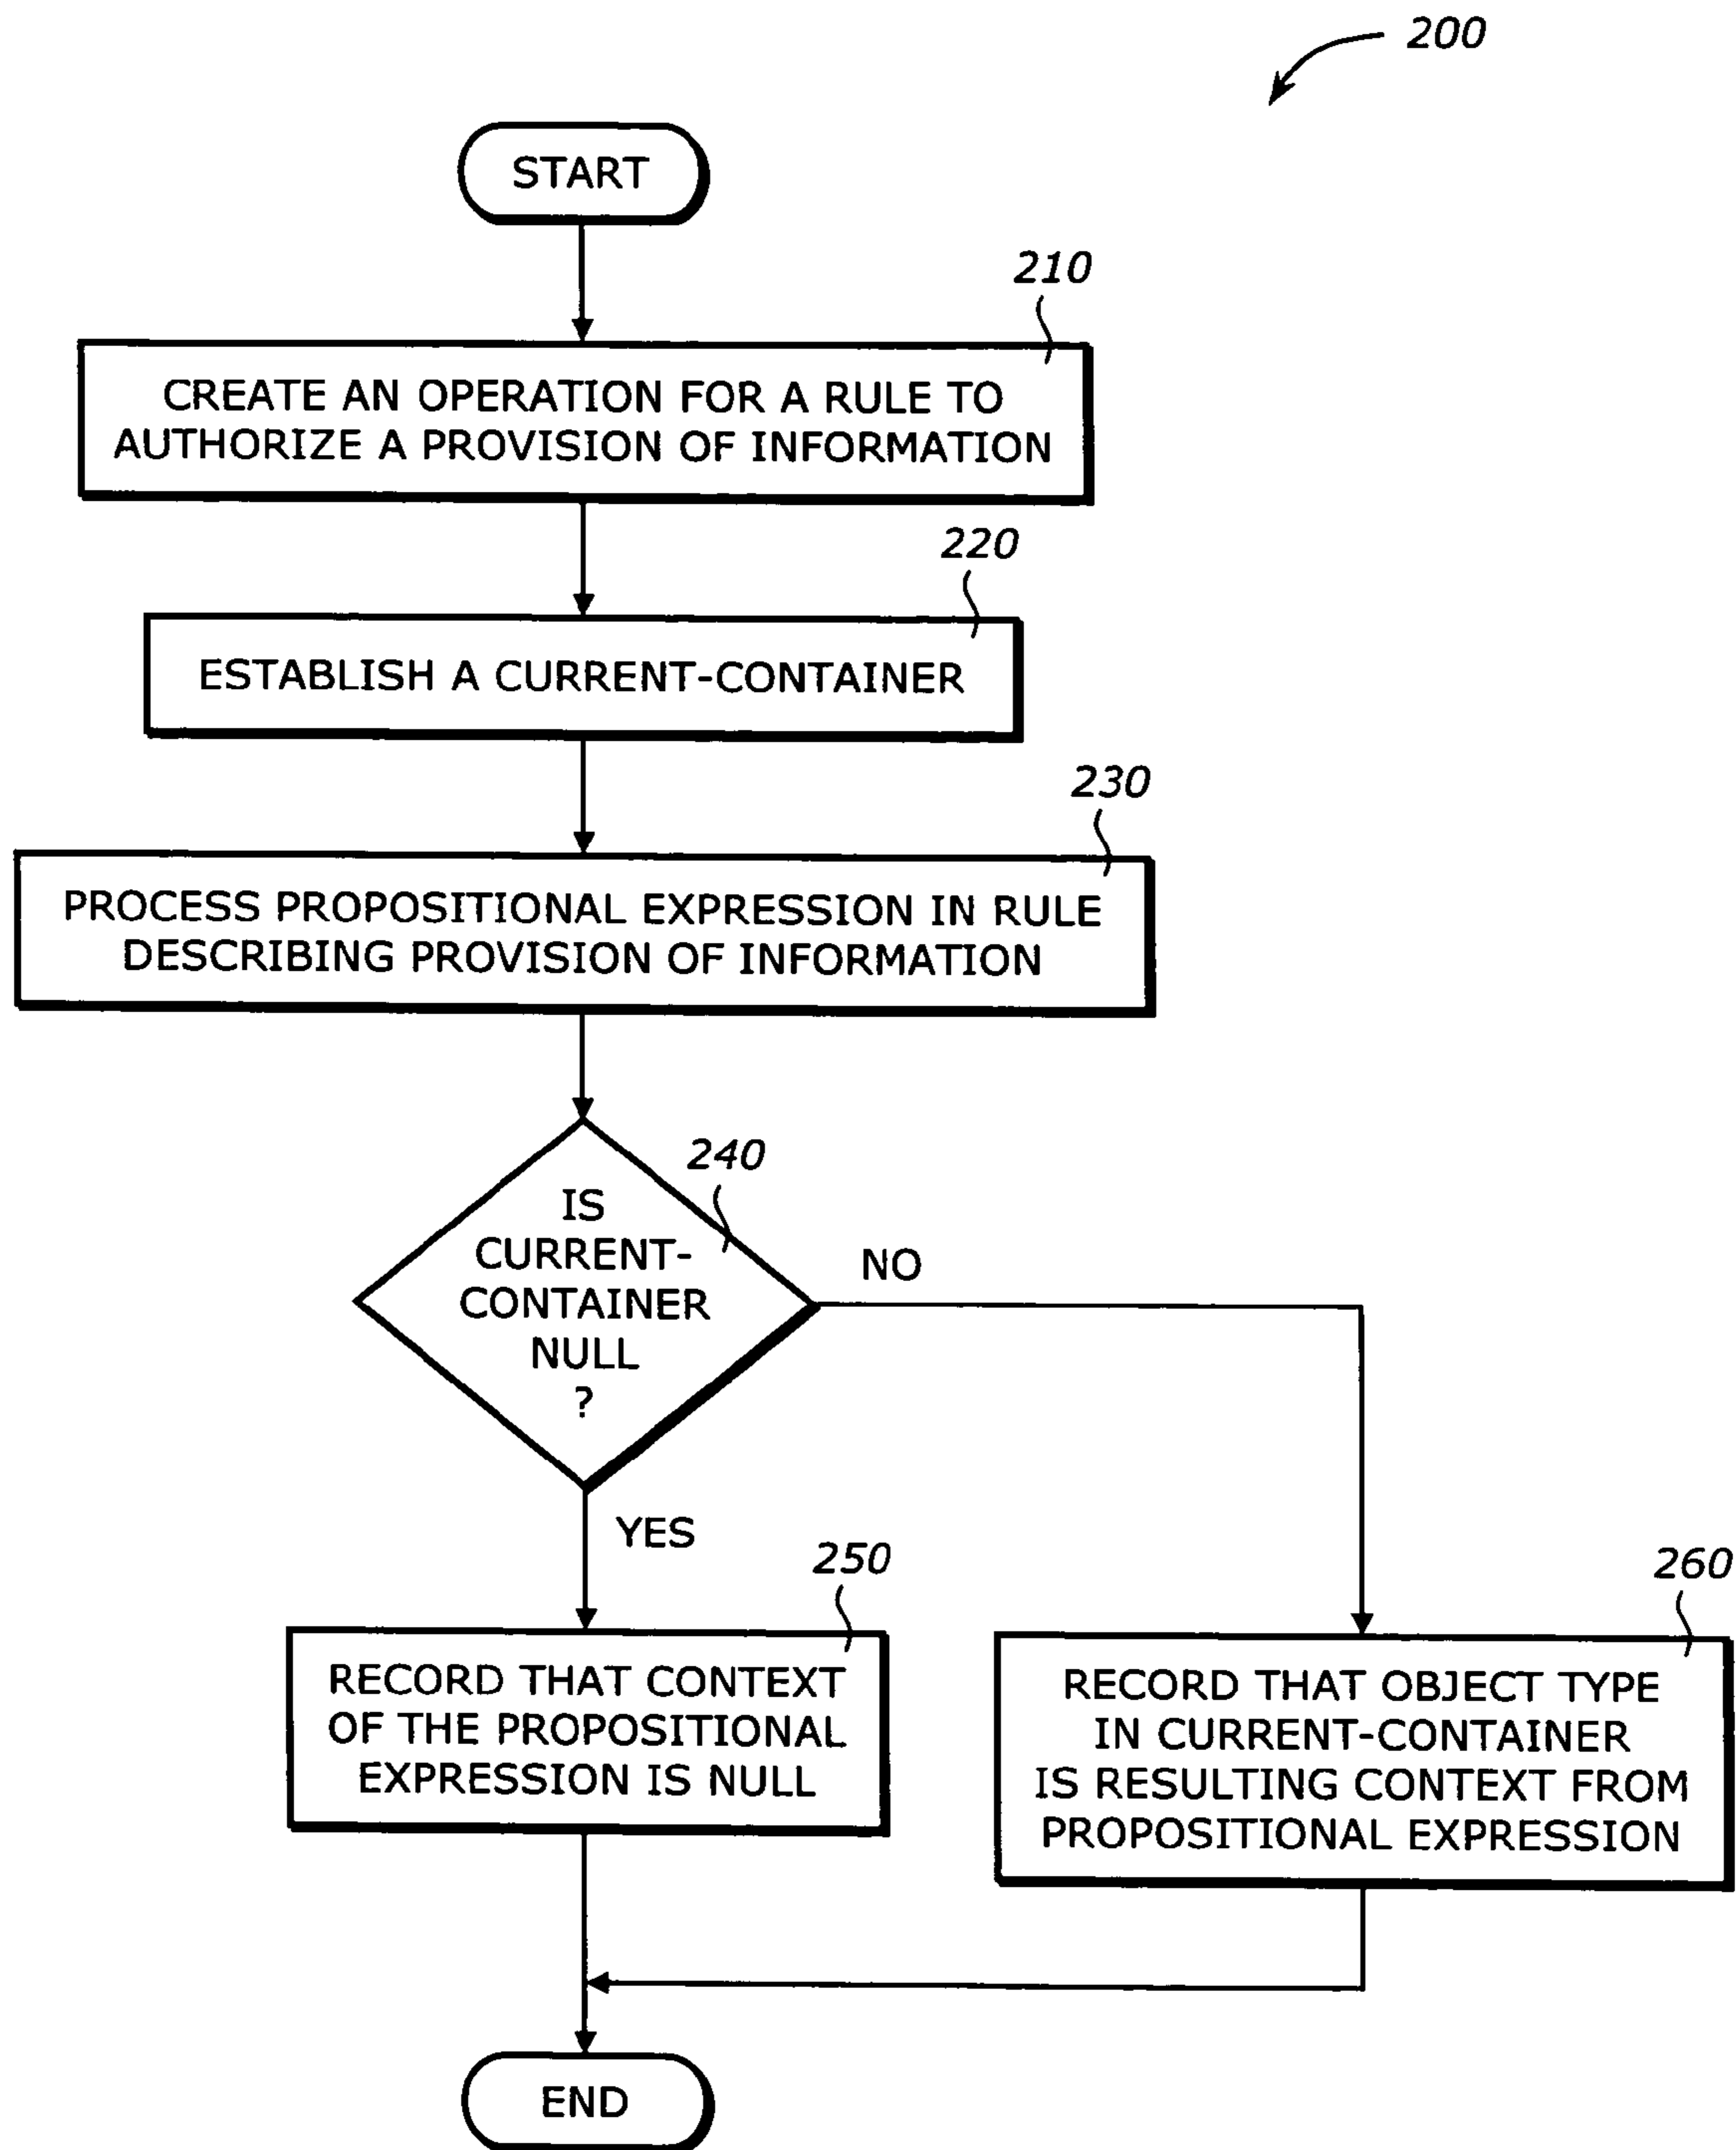 200
START
210
CREATE AN OPERATION FOR A RULE TO
AUTHORIZE A PROVISION OF INFORMATION
220
ESTABLISH A CURRENT-CONTAINER
230
PROCESS PROPOSITIONAL EXPRESSION IN RULE
DESCRIBING PROVISION OF INFORMATION
240
IS
CURRENT-
CONTAINER
NULL
?
NO
YES
250
RECORD THAT CONTEXT
OF THE PROPOSITIONAL
EXPRESSION IS NULL
260
RECORD THAT OBJECT TYPE
IN CURRENT-CONTAINER
IS RESULTING CONTEXT FROM
PROPOSITIONAL EXPRESSION
END